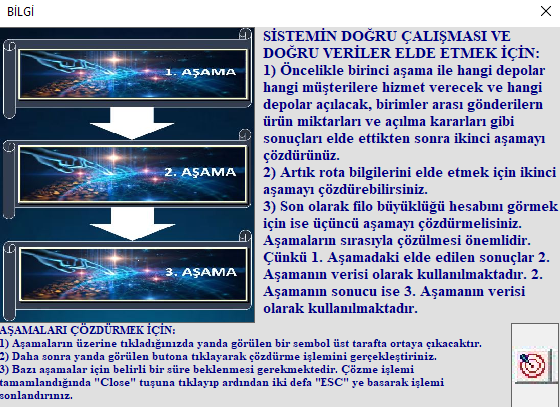 BİLGİ
1. AŞAMA
2. AŞAMA
3. AŞAMA
SİSTEMİN DOĞRU ÇALIŞMASI VE
DOĞRU VERİLER ELDE ETMEK İÇİN:
1) Öncelikle birinci aşama ile hangi depolar
hangi müşterilere hizmet verecek ve hangi
depolar açılacak, birimler arası gönderilern
ürün miktarları ve açılma kararları gibi
sonuçları elde ettikten sonra ikinci aşamayı
çözdürünüz.
2) Artık rota bilgilerini elde etmek için ikinci
aşamayı çözdürebilirsiniz.
3) Son olarak filo büyüklüğü hesabını görmek
için ise üçüncü aşamayı çözdürmelisiniz.
Aşamaların sırasıyla çözülmesi önemlidir.
Çünkü 1. Aşamadaki elde edilen sonuçlar 2.
Aşamanın verisi olarak kullanılmaktadır. 2.
Aşamanın sonucu ise 3. Aşamanın verisi
olarak kullanılmaktadır.
AŞAMALARI ÇÖZDÜRMEK İÇİN:
1) Aşamaların üzerine tıkladığınızda yanda görülen bir sembol üst tarafta ortaya çıkacaktır.
2) Daha sonra yanda görülen butona tıklayarak çözdürme işlemini gerçekleştiriniz.
3) Bazı aşamalar için belirli bir süre beklenmesi gerekmektedir. Çözme işlemi
tamamlandığında "Close" tuşuna tıklayıp ardından iki defa "ESC" ye basarak işlemi
sonlandırınız.